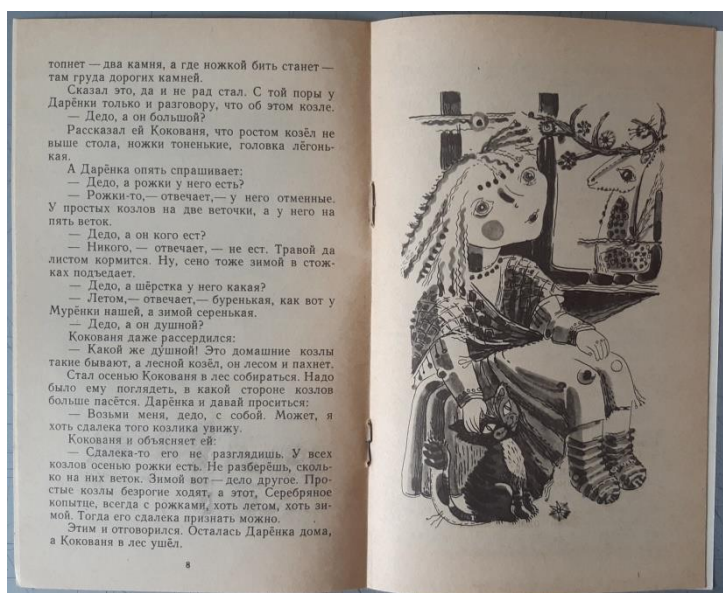 топнет — два камня, а где ножкой бить станет —
там груда дорогих камней.
Сказал это, да и не рад стал. С той поры у
Дарёнки только и разговору, что об этом козле.
— Дедо, а он большой?
Рассказал ей Кокованя, что ростом козёл не
выше стола, ножки тоненькие, головка лёгонь-
кая.
А Дарёнка опять спрашивает:
— Дедо, а рожки у него есть?
— Рожки-то,— отвечает,— у него отменные.
У простых козлов на две веточки, а у него на
пять веток.
— Дедо, а он кого ест?
— Никого, — отвечает, — не ест. Травой да
листом кормится. Ну, сено тоже зимой в стож-
ках подъедает.
— Дедо, а шёрстка у него какая?
— Летом,— отвечает,— буренькая, как вот у
Мурёнки нашей, а зимой серенькая.
— Дедо, а он душной?
Кокованя даже рассердился:
— Какой же душной! Это домашние козлы
такие бывают, а лесной козёл, он лесом и пахнет.
Стал осенью Кокованя в лес собираться. Надо
было ему поглядеть, в какой стороне козлов
больше пасётся. Дарёнка и давай проситься:
— Возьми меня, дедо, с собой. Может, я
хоть сдалека того козлика увижу.
Кокованя и объясняет ей:
— Сдалека-то его не разглядишь. У всех
козлов осенью рожки есть. Не разберёшь, сколь-
ко на них веток. Зимой вот — дело другое. Про-
стые козлы безрогие ходят, а этот, Серебряное
копытце, всегда с рожками, хоть летом, хоть зи-
мой. Тогда его сдалека признать можно.
Этим и отговорился. Осталась Дарёнка дома,
а Кокованя в лес ушёл.
8